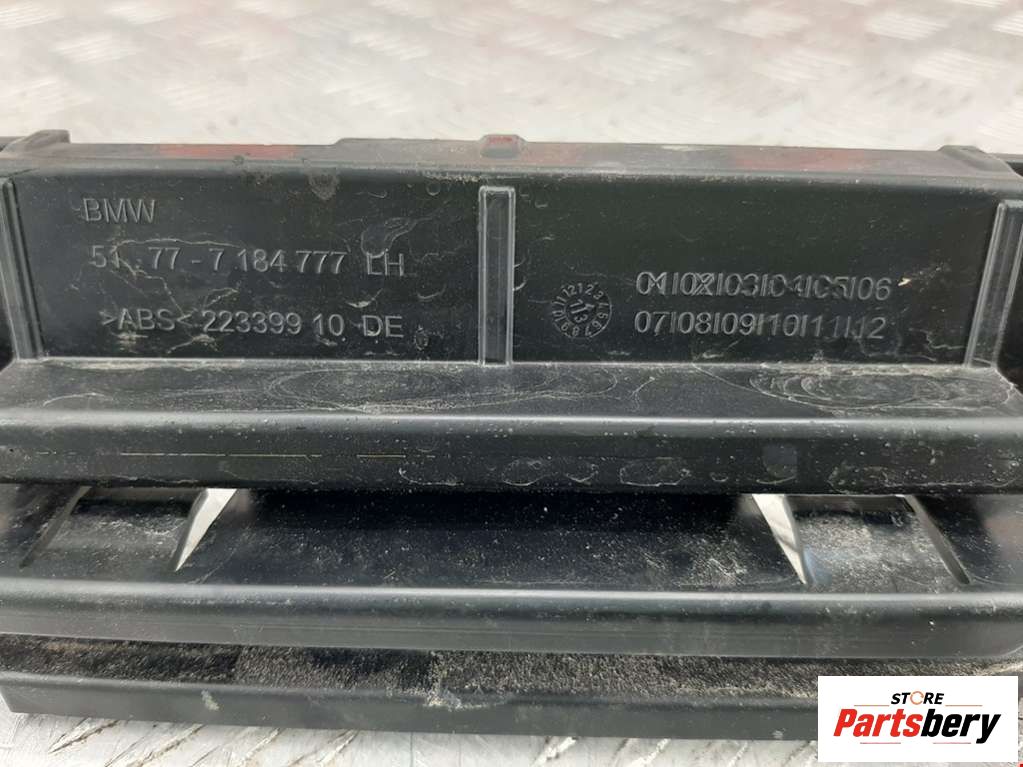 BMW
51.77-7 184 777 LH
>ABS< 223399 10 DE
01|02|03|04|05|06
07|08|09|10|11|12
13
STORE
Partsbery